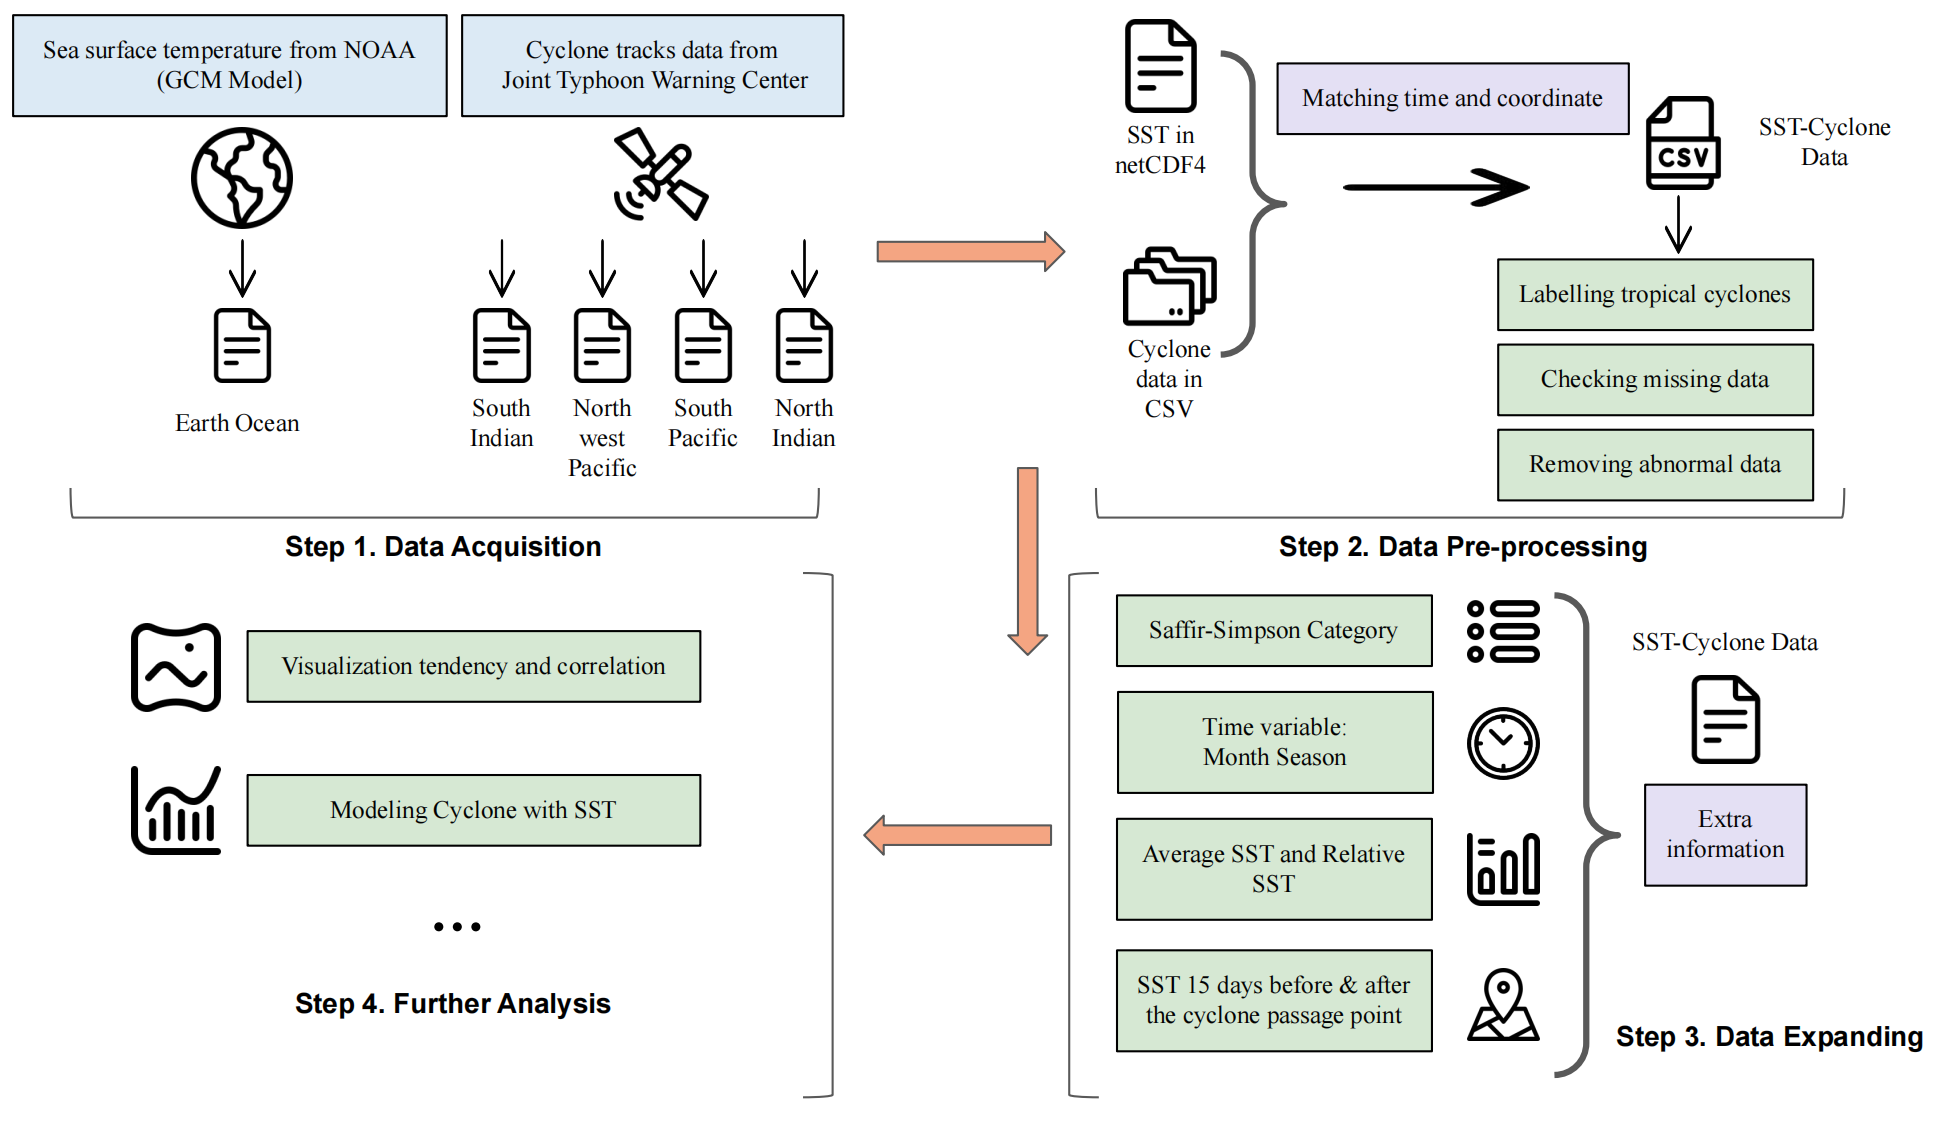 Sea surface temperature from NOAA
(GCM Model)
Cyclone tracks data from
Joint Typhoon Warning Center
Earth Ocean
South
Indian
North
west
Pacific
South
Pacific
North
Indian
Step 1. Data Acquisition
SST in
netCDF4
Cyclone
data in
CSV
Matching time and coordinate
CSV
SST-Cyclone
Data
Labelling tropical cyclones
Checking missing data
Removing abnormal data
Step 2. Data Pre-processing
Saffir-Simpson Category
Time variable:
Month Season
Average SST and Relative
SST
SST 15 days before & after
the cyclone passage point
SST-Cyclone Data
Extra
information
Step 3. Data Expanding
Visualization tendency and correlation
Modeling Cyclone with SST
...
Step 4. Further Analysis